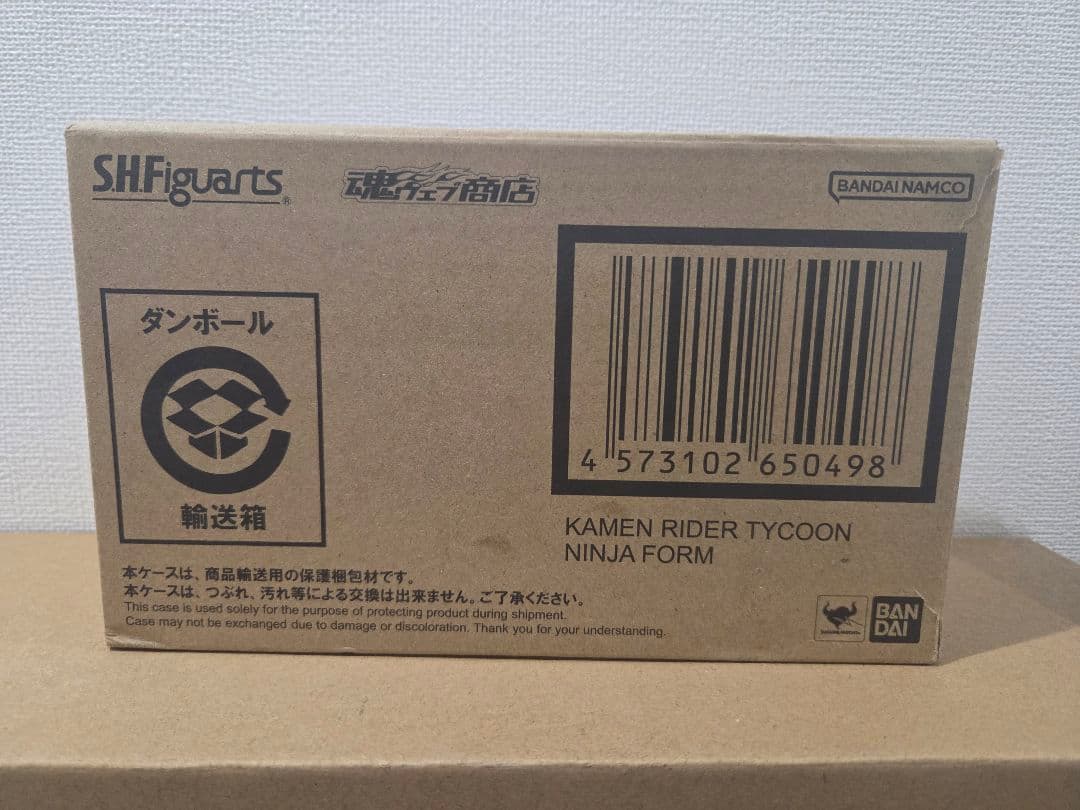 S.H.Figuarts®
魂ウェブ商店
BANDAI NAMCO
ダンボール
輸送箱
4 573102 650498
KAMEN RIDER TYCOON
NINJA FORM
本ケースは、商品輸送用の保護梱包材です。
本ケースは、つぶれ、汚れ等による交換は出来ません。ご了承ください。
This case is used solely for the purpose of protecting product during shipment.
Case may not be exchanged due to damage or discoloration. Thank you for your understanding.
BAN
DAI